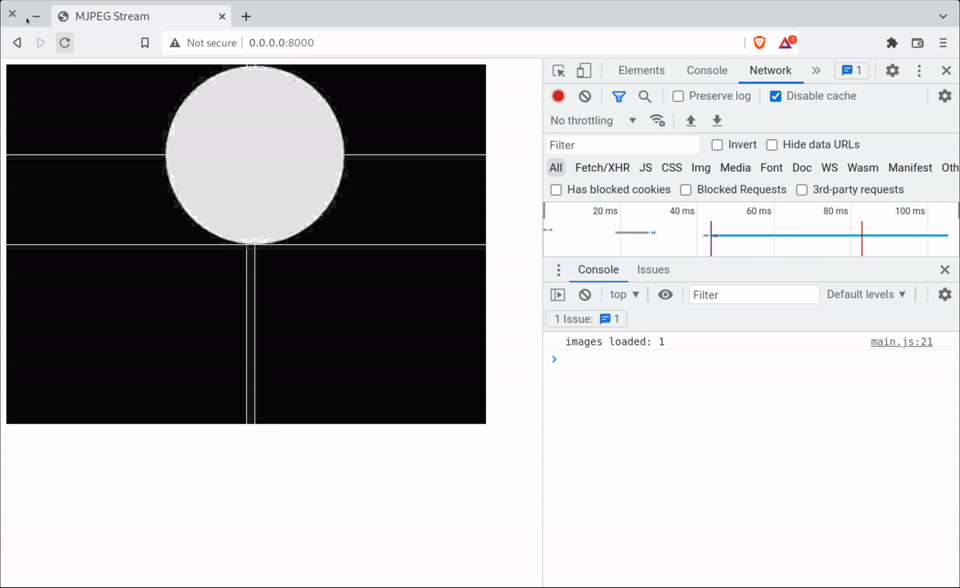 MJPEG Stream
Not secure 0.0.0.0:8000
1
Elements Console Network 1
Preserve log Disable cache
No throttling
Filter Invert Hide data URLs
All Fetch/XHR JS CSS Img Media Font Doc WS Wasm Manifest Oth
Has blocked cookies Blocked Requests 3rd-party requests
20 ms 40 ms 60 ms 80 ms 100 ms
Console Issues
top Filter Default levels
1 Issue: 1
images loaded: 1 main.js:21